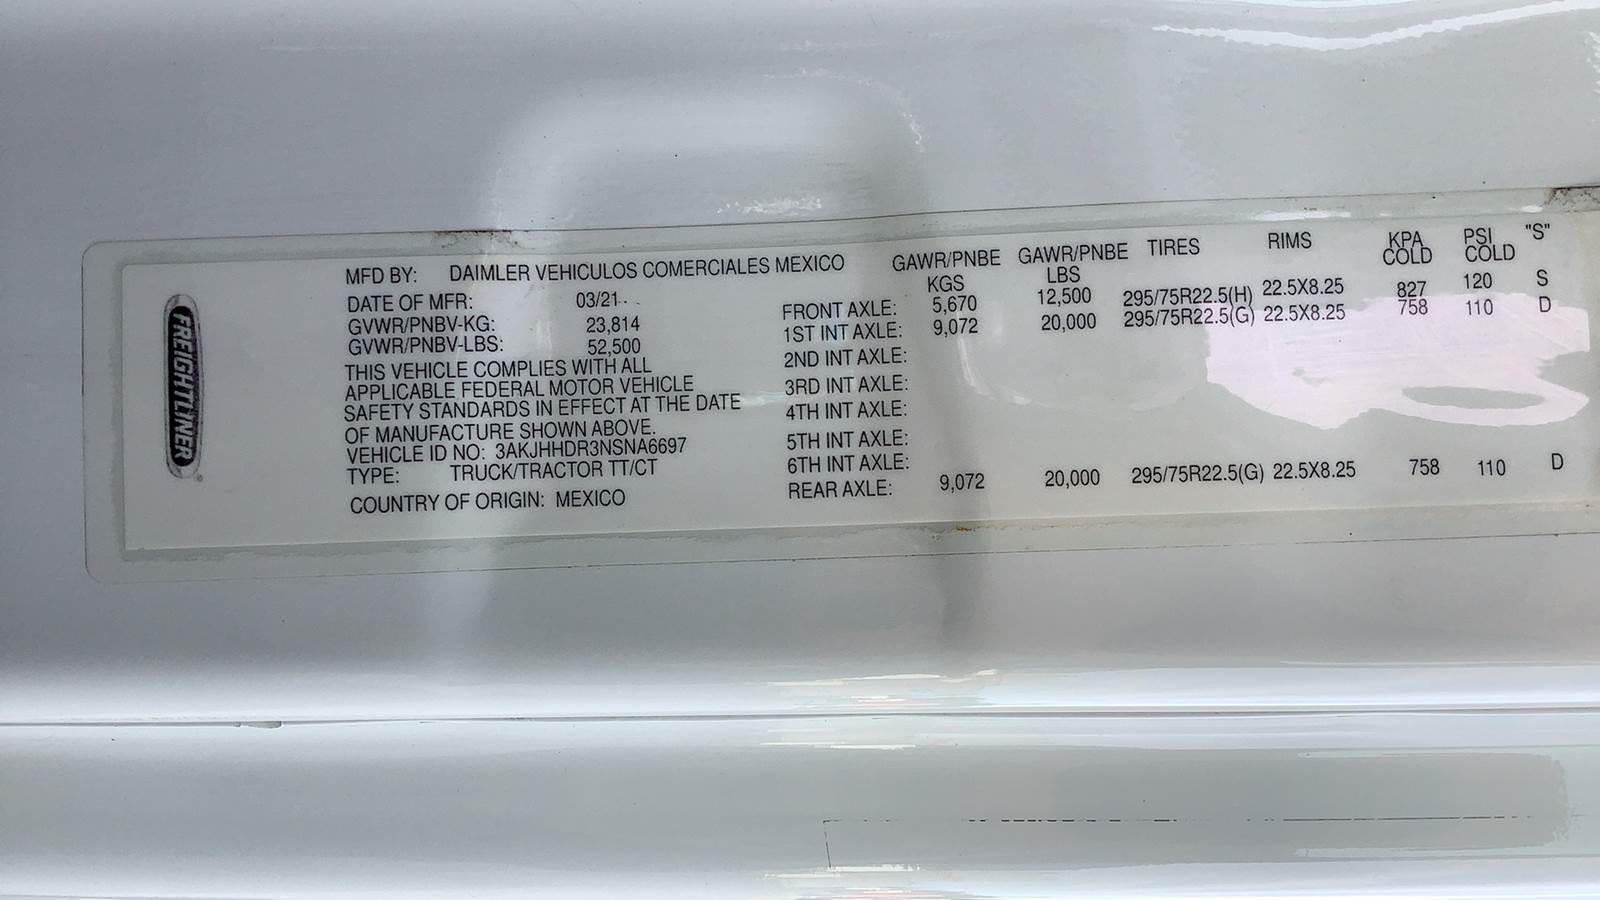 FREIGHTLINER
MFD BY: DAIMLER VEHICULOS COMERCIALES MEXICO
DATE OF MFR: 03/21
GVWR/PNBV-KG: 23,814
GVWR/PNBV-LBS: 52,500
THIS VEHICLE COMPLIES WITH ALL
APPLICABLE FEDERAL MOTOR VEHICLE
SAFETY STANDARDS IN EFFECT AT THE DATE
OF MANUFACTURE SHOWN ABOVE.
VEHICLE ID NO: 3AKJHHDR3NSNA6697
TYPE: TRUCK/TRACTOR TT/CT
COUNTRY OF ORIGIN: MEXICO
GAWR/PNBE GAWR/PNBE TIRES RIMS KPA PSI "S"
KGS LBS COLD COLD
FRONT AXLE: 5,670 12,500 295/75R22.5(H) 22.5X8.25 827 120 S
1ST INT AXLE: 9,072 20,000 295/75R22.5(G) 22.5X8.25 758 110 D
2ND INT AXLE:
3RD INT AXLE:
4TH INT AXLE:
5TH INT AXLE:
6TH INT AXLE:
REAR AXLE: 9,072 20,000 295/75R22.5(G) 22.5X8.25 758 110 D